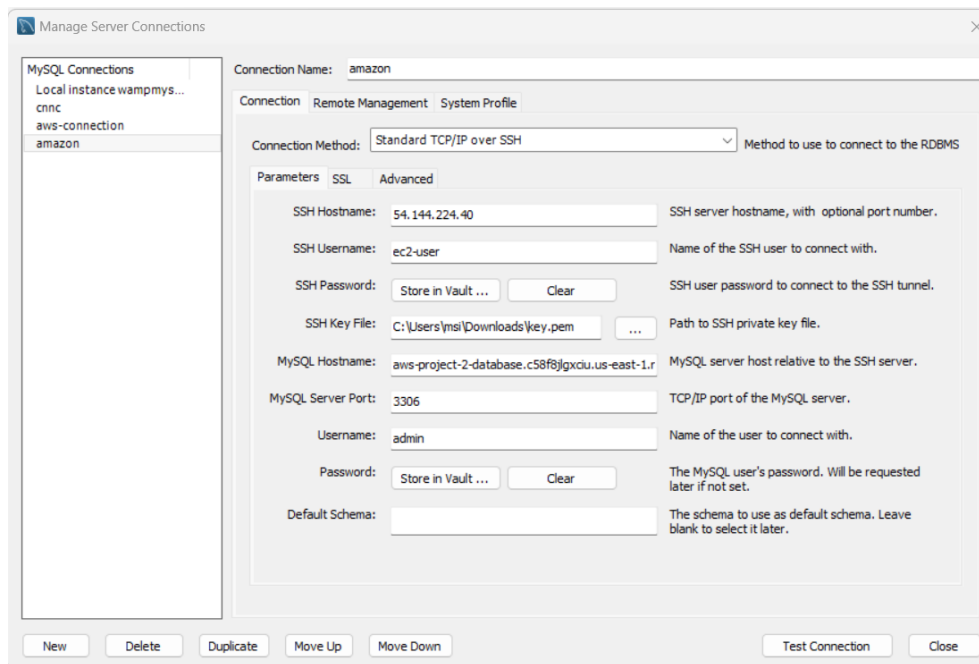 Manage Server Connections
MySQL Connections
Local instance wampmys...
cnnc
aws-connection
amazon
Connection Name: amazon
Connection Remote Management System Profile
Connection Method: Standard TCP/IP over SSH Method to use to connect to the RDBMS
Parameters SSL Advanced
SSH Hostname: 54.144.224.40 SSH server hostname, with optional port number.
SSH Username: ec2-user Name of the SSH user to connect with.
SSH Password: Store in Vault ... Clear SSH user password to connect to the SSH tunnel.
SSH Key File: C:\Users\msi\Downloads\key.pem ... Path to SSH private key file.
MySQL Hostname: aws-project-2-database.c58f8jlgxciu.us-east-1.r MySQL server host relative to the SSH server.
MySQL Server Port: 3306 TCP/IP port of the MySQL server.
Username: admin Name of the user to connect with.
Password: Store in Vault ... Clear The MySQL user's password. Will be requested
later if not set.
Default Schema: The schema to use as default schema. Leave
blank to select it later.
New Delete Duplicate Move Up Move Down Test Connection Close